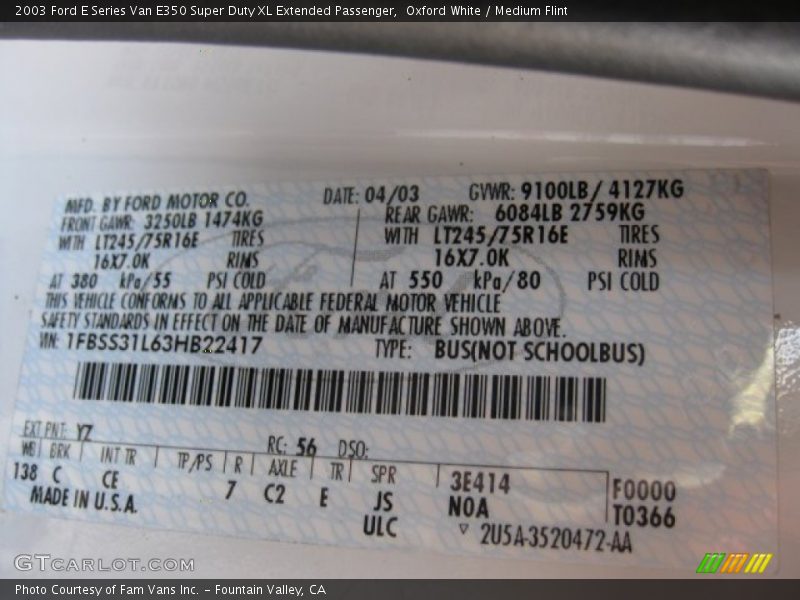 2003 Ford E Series Van E350 Super Duty XL Extended Passenger,  Oxford White / Medium Flint
MFD. BY FORD MOTOR CO. DATE: 04/03 GVWR: 9100LB/ 4127KG
FRONT GAWR: 3250LB 1474KG REAR GAWR: 6084LB 2759KG
WITH LT245/75R16E TIRES WITH LT245/75R16E TIRES
16X7.0K RIMS 16X7.0K RIMS
AT 380 kPa/55 PSI COLD AT 550 kPa/80 PSI COLD
THIS VEHICLE CONFORMS TO ALL APPLICABLE FEDERAL MOTOR VEHICLE
SAFETY STANDARDS IN EFFECT ON THE DATE OF MANUFACTURE SHOWN ABOVE.
VIN: 1FBSS31L63HB22417 TYPE: BUS(NOT SCHOOLBUS)
EXT PNT: YZ RC: 56 DSO:
WB BRK INT TR TP/PS R AXLE TR SPR 3E414 F0000
138 C CE 7 C2 E JS N0A T0366
MADE IN U.S.A. ULC ▽ 2U5A-3520472-AA
GTCARLOT.COM
Photo Courtesy of Fam Vans Inc. – Fountain Valley, CA